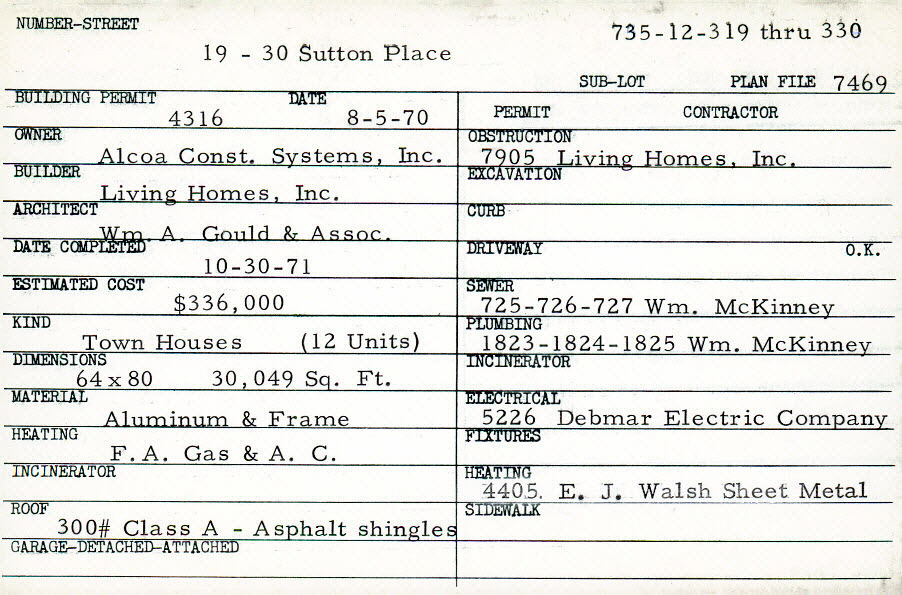 NUMBER-STREET
735-12-319 thru 330
19 - 30 Sutton Place
SUB-LOT PLAN FILE 7469
BUILDING PERMIT DATE
4316 8-5-70
PERMIT CONTRACTOR
OWNER
Alcoa Const. Systems, Inc.
OBSTRUCTION
7905 Living Homes, Inc.
BUILDER
Living Homes, Inc.
EXCAVATION
ARCHITECT
Wm. A. Gould & Assoc.
CURB
DATE COMPLETED
10-30-71
DRIVEWAY O.K.
ESTIMATED COST
$336,000
SEWER
725-726-727 Wm. McKinney
KIND
Town Houses (12 Units)
PLUMBING
1823-1824-1825 Wm. McKinney
DIMENSIONS
64x80 30,049 Sq. Ft.
INCINERATOR
MATERIAL
Aluminum & Frame
ELECTRICAL
5226 Debmar Electric Company
HEATING
F.A. Gas & A. C.
FIXTURES
INCINERATOR
HEATING
4405. E. J. Walsh Sheet Metal
ROOF
300# Class A - Asphalt shingles
SIDEWALK
GARAGE-DETACHED-ATTACHED